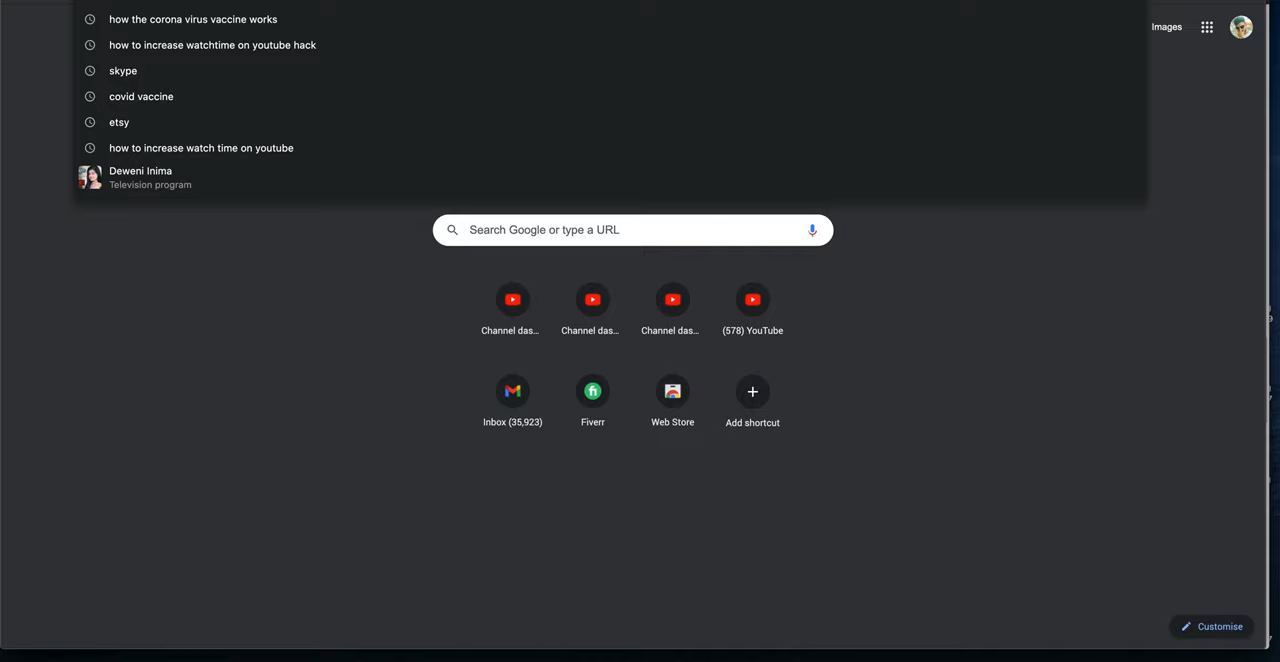 how the corona virus vaccine works
Images
how to increase watchtime on youtube hack
skype
covid vaccine
etsy
how to increase watch time on youtube
Deweni Inima
Television program
Search Google or type a URL
Channel das... Channel das... Channel das... (578) YouTube
Inbox (35,923) Fiverr Web Store Add shortcut
Customise